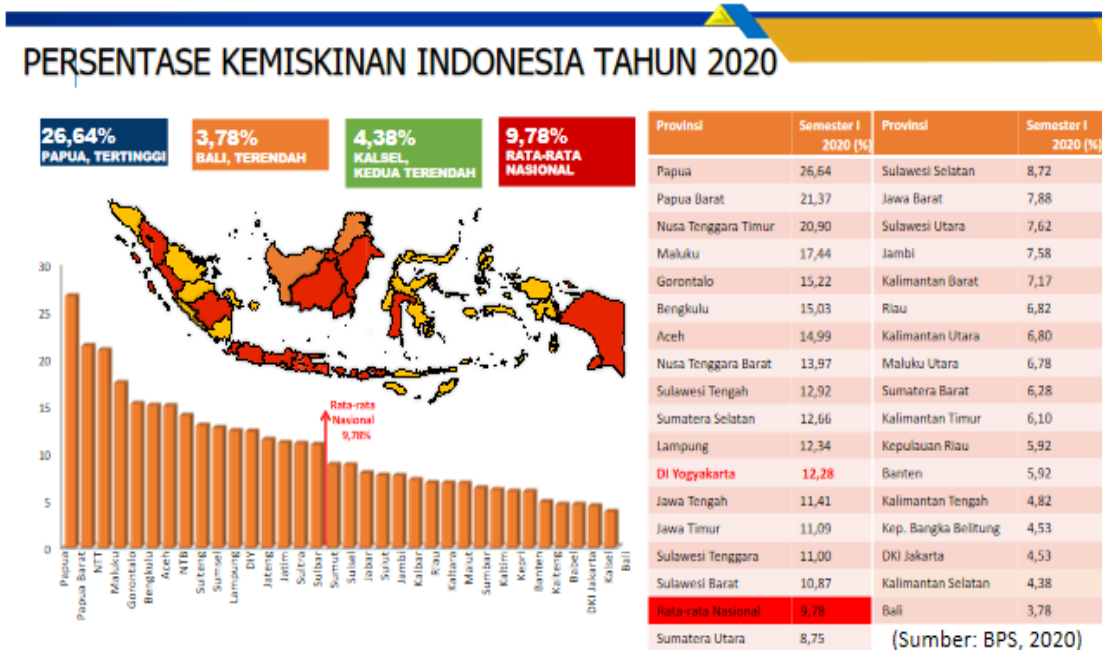 PERSENTASE KEMISKINAN INDONESIA TAHUN 2020
26,64%
PAPUA, TERTINGGI
3,78%
BALI, TERENDAH
4,38%
KALSEL,
KEDUA TERENDAH
9,78%
RATA-RATA
NASIONAL
30
25
20
15
10
5
0
Rata-rata
Nasional
9,78%
Papua
Papua Barat
NTT
Maluku
Gorontalo
Bengkulu
Aceh
NTB
Sulteng
Sumsel
Lampung
DIY
Jateng
Jatim
Sultra
Sulbar
Sumut
Sulsel
Jabar
Sulut
Jambi
Kalbar
Riau
Kaltara
Malut
Sumbar
Kaltim
Kepri
Banten
Kalteng
Babel
DKI Jakarta
Kalsel
Bali
Provinsi Semester I 2020 (%) Provinsi Semester I 2020 (%)
Papua 26,64 Sulawesi Selatan 8,72
Papua Barat 21,37 Jawa Barat 7,88
Nusa Tenggara Timur 20,90 Sulawesi Utara 7,62
Maluku 17,44 Jambi 7,58
Gorontalo 15,22 Kalimantan Barat 7,17
Bengkulu 15,03 Riau 6,82
Aceh 14,99 Kalimantan Utara 6,80
Nusa Tenggara Barat 13,97 Maluku Utara 6,78
Sulawesi Tengah 12,92 Sumatera Barat 6,28
Sumatera Selatan 12,66 Kalimantan Timur 6,10
Lampung 12,34 Kepulauan Riau 5,92
DI Yogyakarta 12,28 Banten 5,92
Jawa Tengah 11,41 Kalimantan Tengah 4,82
Jawa Timur 11,09 Kep. Bangka Belitung 4,53
Sulawesi Tenggara 11,00 DKI Jakarta 4,53
Sulawesi Barat 10,87 Kalimantan Selatan 4,38
Rata-rata Nasional 9,78 Bali 3,78
Sumatera Utara 8,75
(Sumber: BPS, 2020)